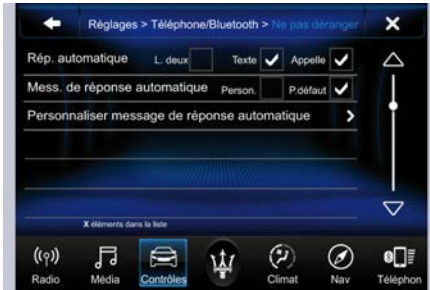 Réglages > Téléphone/Bluetooth > Ne pas déranger
Rép. automatique L. deux Texte Appelle
Mess. de réponse automatique Person. P.défaut
Personnaliser message de réponse automatique
X éléments dans la liste
Radio Média Contrôles Climat Nav Téléphon